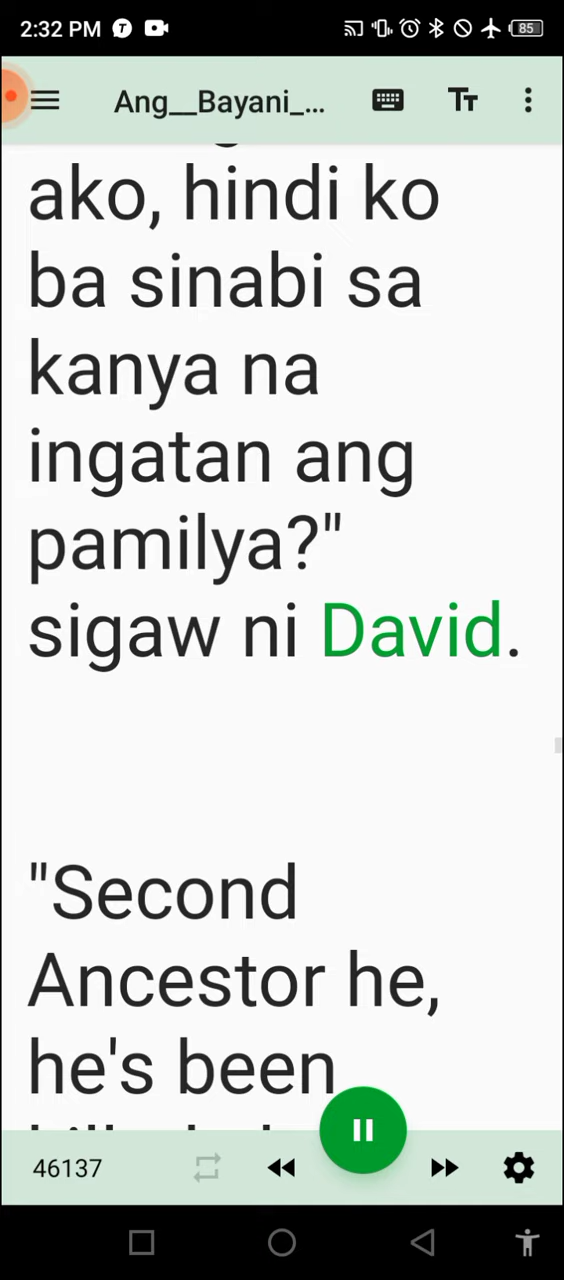 2:32 PM
85
Ang__Bayani_...
ako, hindi ko
ba sinabi sa
kanya na
ingatan ang
pamilya?"
sigaw ni David.
"Second
Ancestor he,
he's been
46137